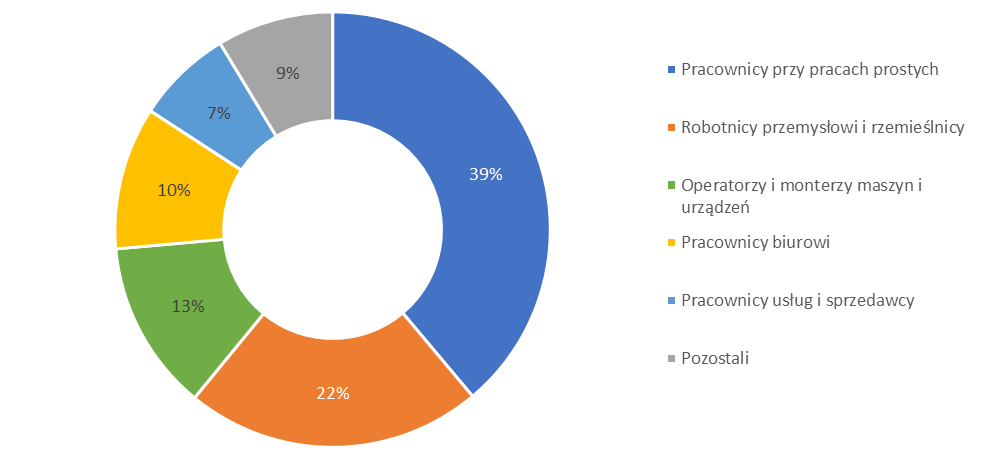 9%
7%
39%
10%
13%
22%
Pracownicy przy pracach prostych
Robotnicy przemysłowi i rzemieślnicy
Operatorzy i monterzy maszyn i
urządzeń
Pracownicy biurowi
Pracownicy usług i sprzedawcy
Pozostali